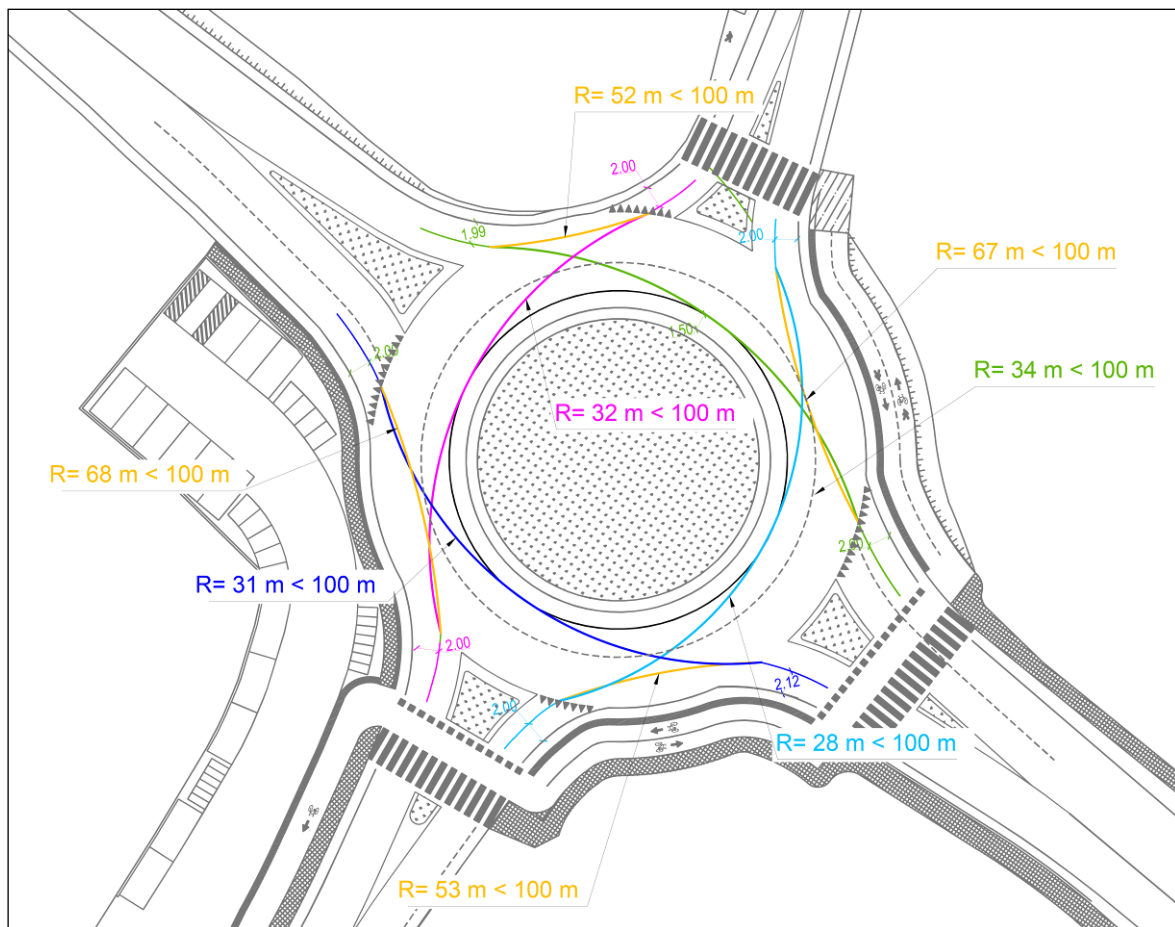 R= 52 m < 100 m
2.00
1.99
2.00
R= 67 m < 100 m
1.50
2.00
R= 34 m < 100 m
R= 32 m < 100 m
R= 68 m < 100 m
2.00
R= 31 m < 100 m
2.00
2.12
2.00
R= 28 m < 100 m
R= 53 m < 100 m